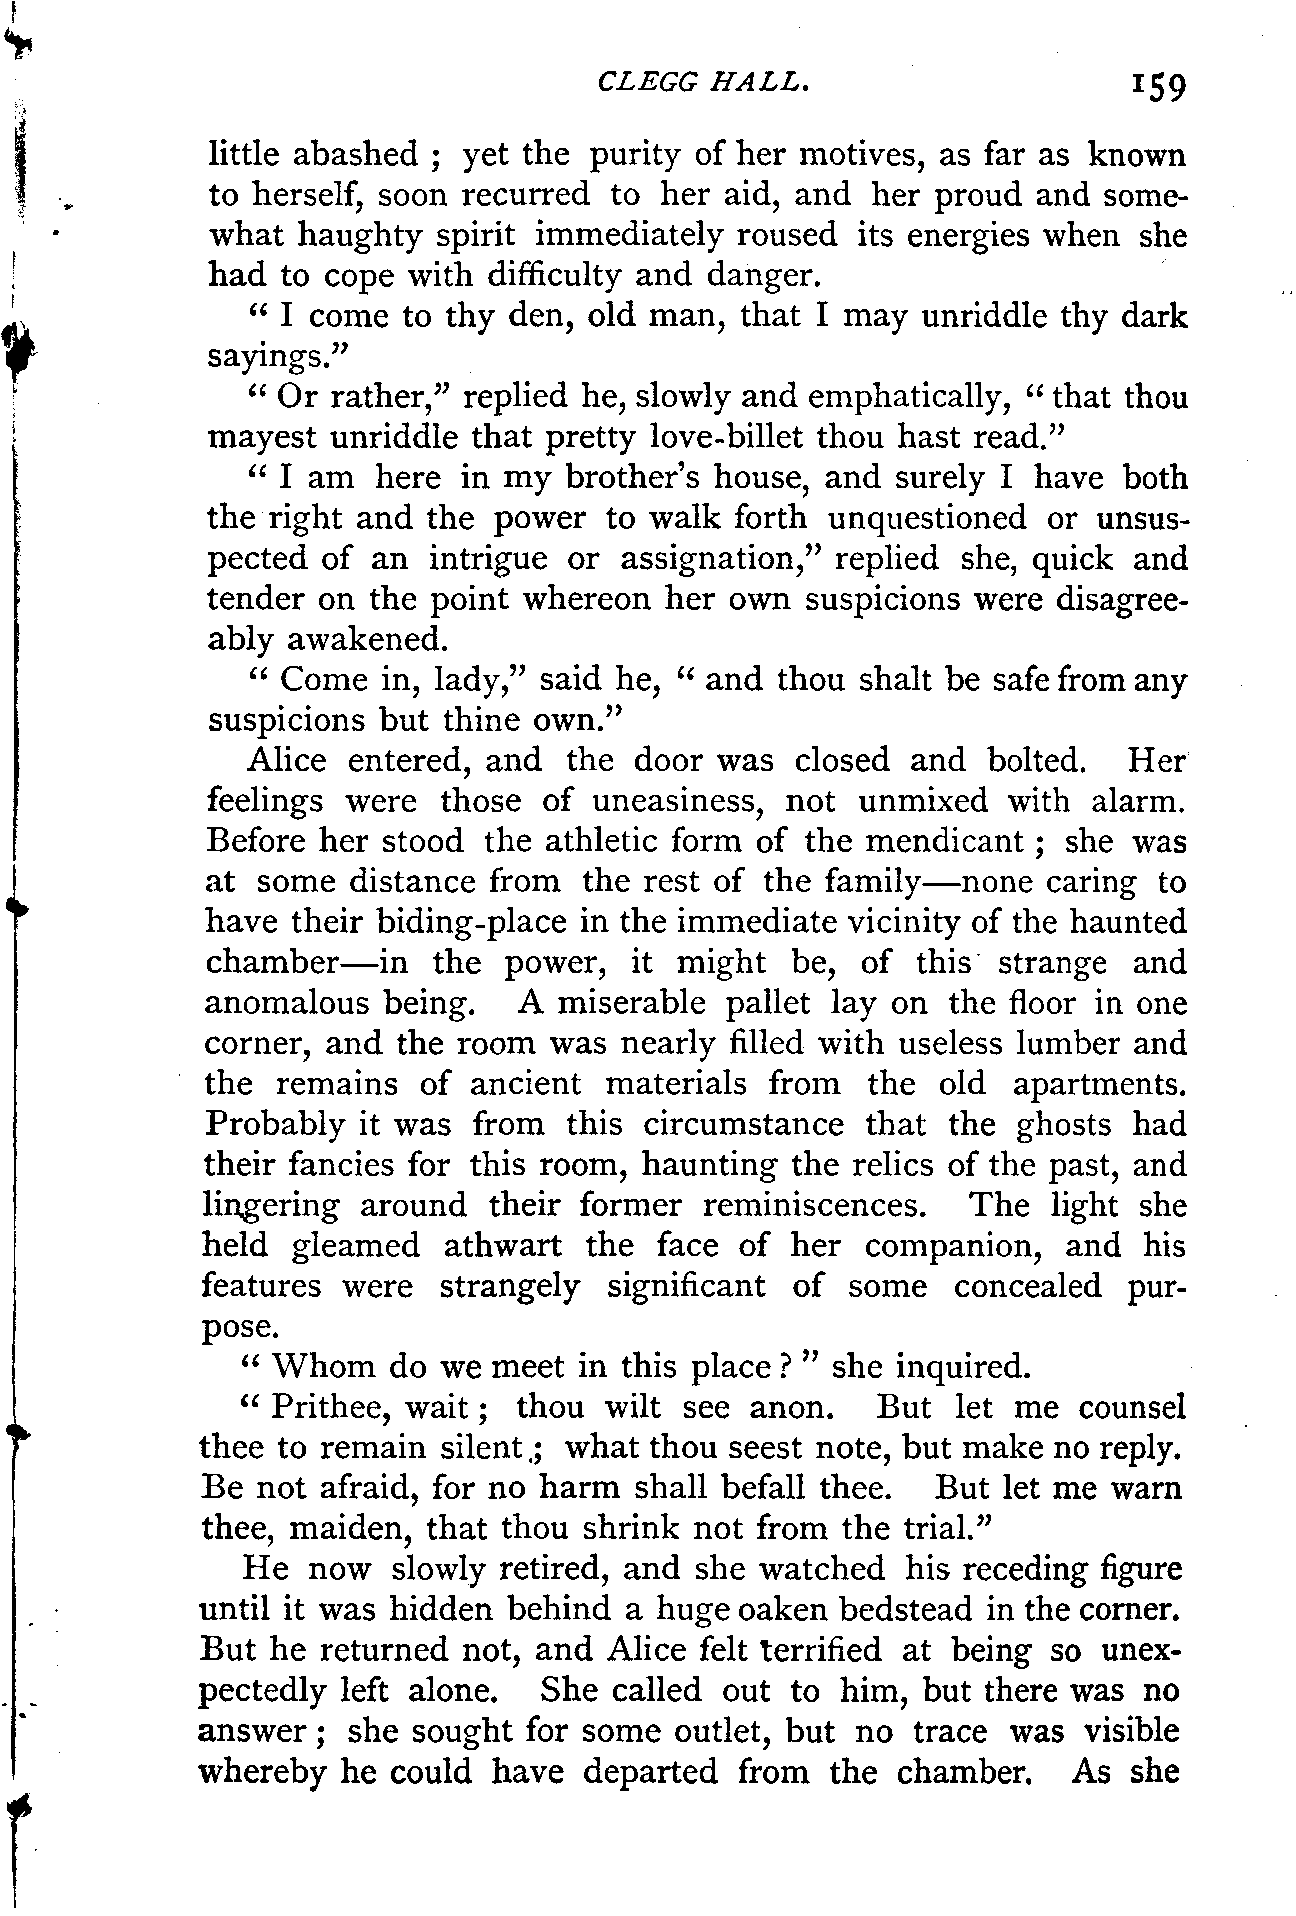 CLEGG HALL. 159
little abashed ; yet the purity of her motives, as far as known
to herself, soon recurred to her aid, and her proud and some-
what haughty spirit immediately roused its energies when she
had to cope with difficulty and danger.
“ I come to thy den, old man, that I may unriddle thy dark
sayings.”
“ Or rather,” replied he, slowly and emphatically, “ that thou
mayest unriddle that pretty love-billet thou hast read.”
“ I am here in my brother’s house, and surely I have both
the right and the power to walk forth unquestioned or unsus-
pected of an intrigue or assignation,” replied she, quick and
tender on the point whereon her own suspicions were disagree-
ably awakened.
“ Come in, lady,” said he, “ and thou shalt be safe from any
suspicions but thine own.”
Alice entered, and the door was closed and bolted. Her
feelings were those of uneasiness, not unmixed with alarm.
Before her stood the athletic form of the mendicant ; she was
at some distance from the rest of the family—none caring to
have their biding-place in the immediate vicinity of the haunted
chamber—in the power, it might be, of this strange and
anomalous being. A miserable pallet lay on the floor in one
corner, and the room was nearly filled with useless lumber and
the remains of ancient materials from the old apartments.
Probably it was from this circumstance that the ghosts had
their fancies for this room, haunting the relics of the past, and
lingering around their former reminiscences. The light she
held gleamed athwart the face of her companion, and his
features were strangely significant of some concealed pur-
pose.
“ Whom do we meet in this place ? ” she inquired.
“ Prithee, wait ; thou wilt see anon. But let me counsel
thee to remain silent ; what thou seest note, but make no reply.
Be not afraid, for no harm shall befall thee. But let me warn
thee, maiden, that thou shrink not from the trial.”
He now slowly retired, and she watched his receding figure
until it was hidden behind a huge oaken bedstead in the corner.
But he returned not, and Alice felt terrified at being so unex-
pectedly left alone. She called out to him, but there was no
answer ; she sought for some outlet, but no trace was visible
whereby he could have departed from the chamber. As she